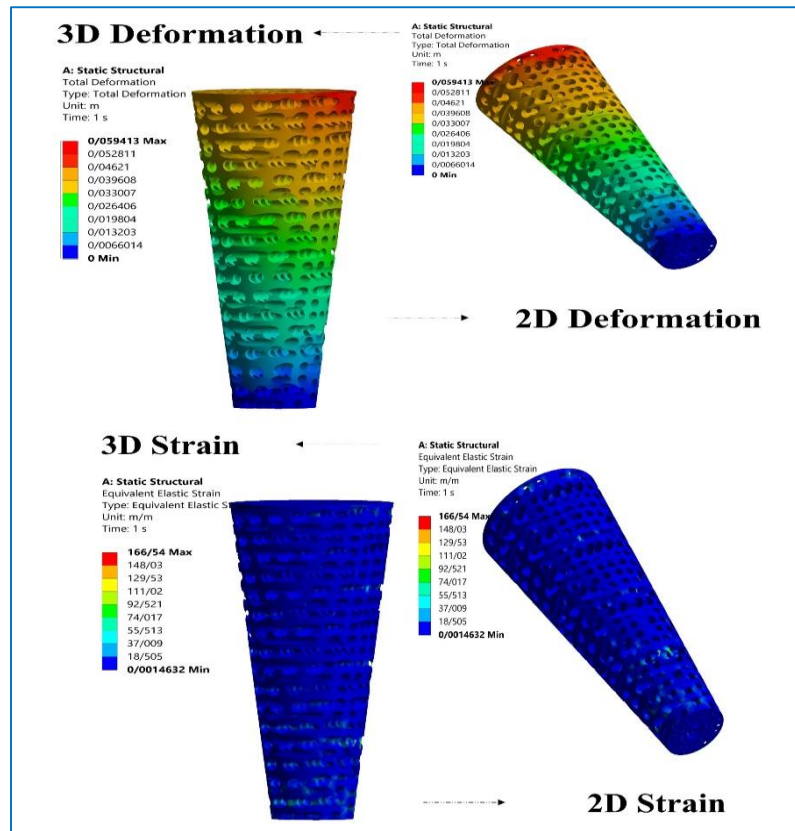 3D Deformation
A: Static Structural
Total Deformation
Type: Total Deformation
Unit: m
Time: 1 s
0/059413 Max
0/052811
0/04621
0/039608
0/033007
0/026406
0/019804
0/013203
0/0066014
0 Min
A: Static Structural
Total Deformation
Type: Total Deformation
Unit: m
Time: 1 s
0/059413 Max
0/052811
0/04621
0/039608
0/033007
0/026406
0/019804
0/013203
0/0066014
0 Min
2D Deformation
3D Strain
A: Static Structural
Equivalent Elastic Strain
Type: Equivalent Elastic St
Unit: m/m
Time: 1 s
166/54 Max
148/03
129/53
111/02
92/521
74/017
55/513
37/009
18/505
0/0014632 Min
A: Static Structural
Equivalent Elastic Strain
Type: Equivalent Elastic Strain
Unit: m/m
Time: 1 s
166/54 Max
148/03
129/53
111/02
92/521
74/017
55/513
37/009
18/505
0/0014632 Min
2D Strain